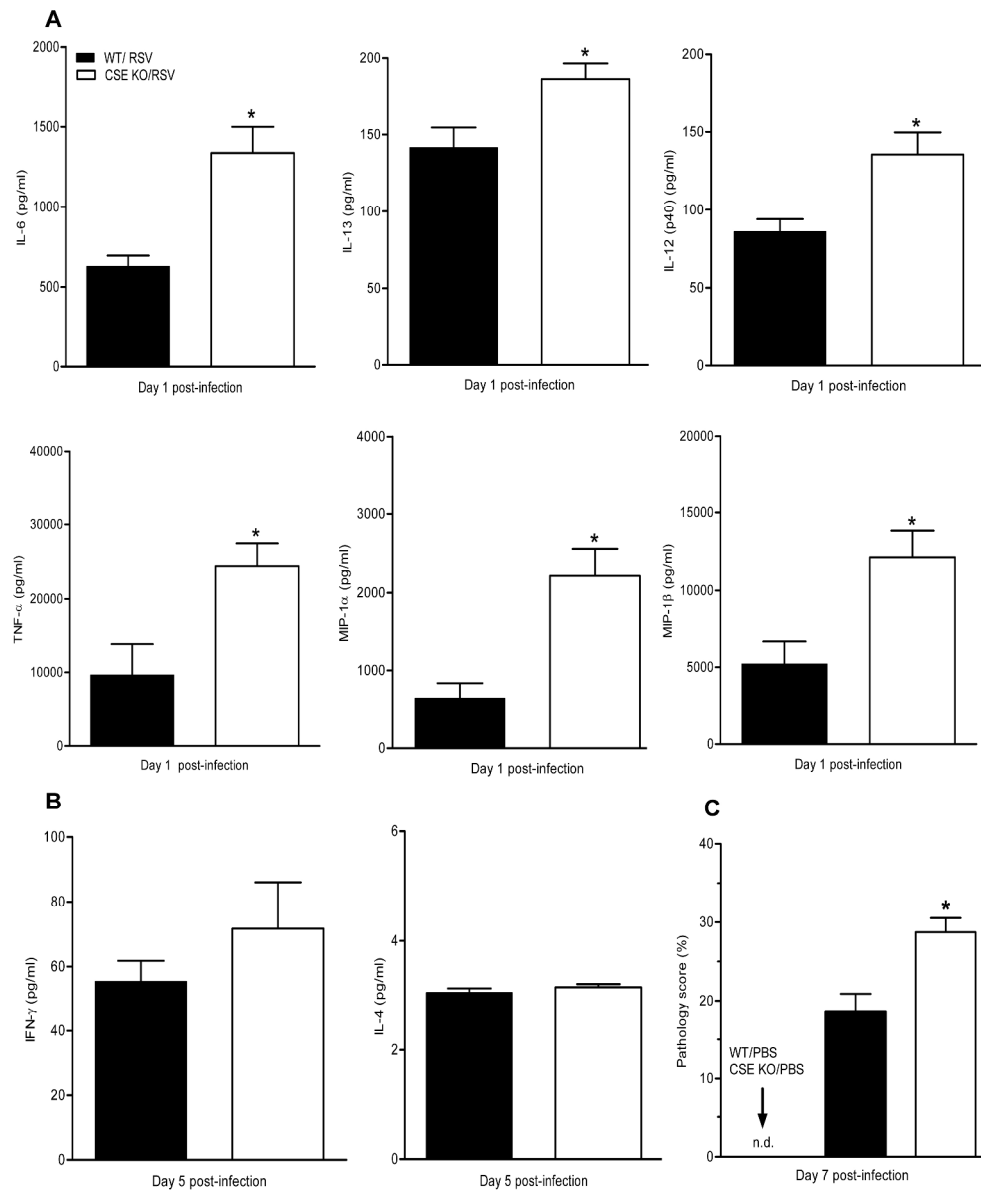 A
WT/ RSV
CSE KO/RSV
2000
1500
1000
500
0
IL-6 (pg/ml)
*
Day 1 post-infection
200
150
100
50
0
IL-13 (pg/ml)
*
Day 1 post-infection
200
150
100
50
0
IL-12 (p40) (pg/ml)
*
Day 1 post-infection
40000
30000
20000
10000
0
TNF-α (pg/ml)
*
Day 1 post-infection
4000
3000
2000
1000
0
MIP-1α (pg/ml)
*
Day 1 post-infection
20000
15000
10000
5000
0
MIP-1β (pg/ml)
*
Day 1 post-infection
B
100
80
60
40
20
0
IFN-γ (pg/ml)
Day 5 post-infection
6
4
2
0
IL-4 (pg/ml)
Day 5 post-infection
C
40
30
20
10
0
Pathology score (%)
WT/PBS
CSE KO/PBS
n.d.
*
Day 7 post-infection